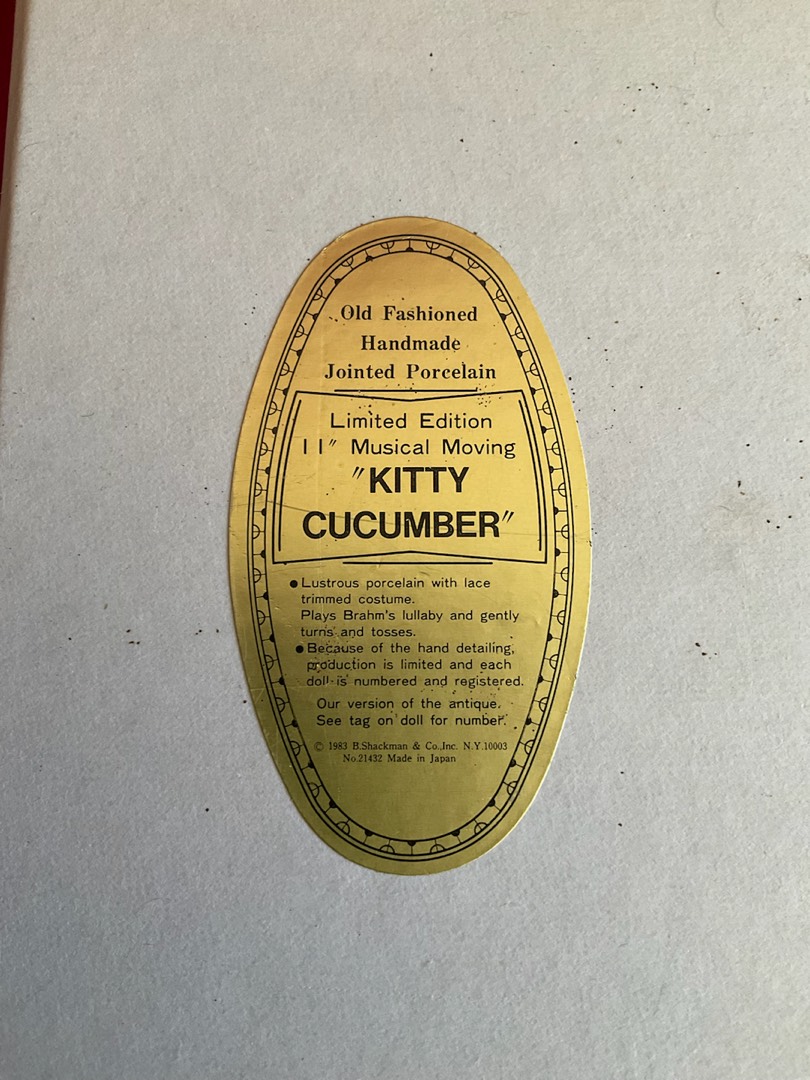 Old Fashioned
Handmade
Jointed Porcelain
Limited Edition
11" Musical Moving
"KITTY
CUCUMBER"
● Lustrous porcelain with lace
trimmed costume.
Plays Brahm's lullaby and gently
turns and tosses.
● Because of the hand detailing,
production is limited and each
doll is numbered and registered.
Our version of the antique.
See tag on doll for number.
© 1983 B.Shackman & Co.,Inc. N.Y.10003
No.21432 Made in Japan